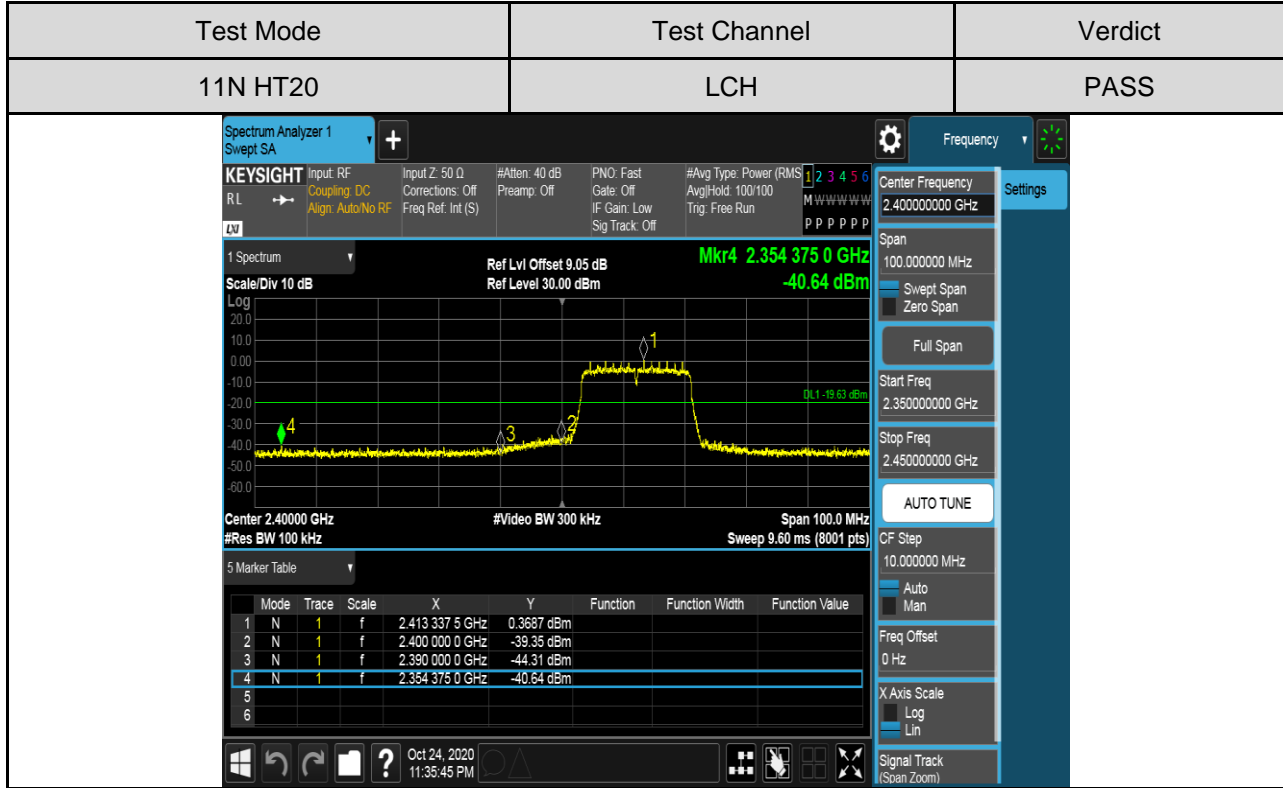 Test Mode Test Channel Verdict
11N HT20 LCH PASS
Spectrum Analyzer 1
Swept SA
+
Frequency
KEYSIGHT Input: RF Input Z: 50 Ω #Atten: 40 dB PNO: Fast #Avg Type: Power (RMS 1 2 3 4 5 6
RL Coupling: DC Corrections: Off Preamp: Off Gate: Off Avg|Hold: 100/100 M W W W W W
Align: Auto/No RF Freq Ref: Int (S) IF Gain: Low Trig: Free Run
LXI Sig Track: Off P P P P P P
1 Spectrum
Ref Lvl Offset 9.05 dB Mkr4 2.354 375 0 GHz
Scale/Div 10 dB Ref Level 30.00 dBm -40.64 dBm
Log
20.0
10.0
0.00
-10.0
-20.0
-30.0
-40.0
-50.0
-60.0
1
DL1 -19.63 dBm
2
3
4
Center 2.40000 GHz #Video BW 300 kHz Span 100.0 MHz
#Res BW 100 kHz Sweep 9.60 ms (8001 pts)
5 Marker Table
Mode Trace Scale X Y Function Function Width Function Value
1 N 1 f 2.413 337 5 GHz 0.3687 dBm
2 N 1 f 2.400 000 0 GHz -39.35 dBm
3 N 1 f 2.390 000 0 GHz -44.31 dBm
4 N 1 f 2.354 375 0 GHz -40.64 dBm
5
6
?
Oct 24, 2020
11:35:45 PM
Settings
Center Frequency
2.400000000 GHz
Span
100.000000 MHz
Swept Span
Zero Span
Full Span
Start Freq
2.350000000 GHz
Stop Freq
2.450000000 GHz
AUTO TUNE
CF Step
10.000000 MHz
Auto
Man
Freq Offset
0 Hz
X Axis Scale
Log
Lin
Signal Track
(Span Zoom)